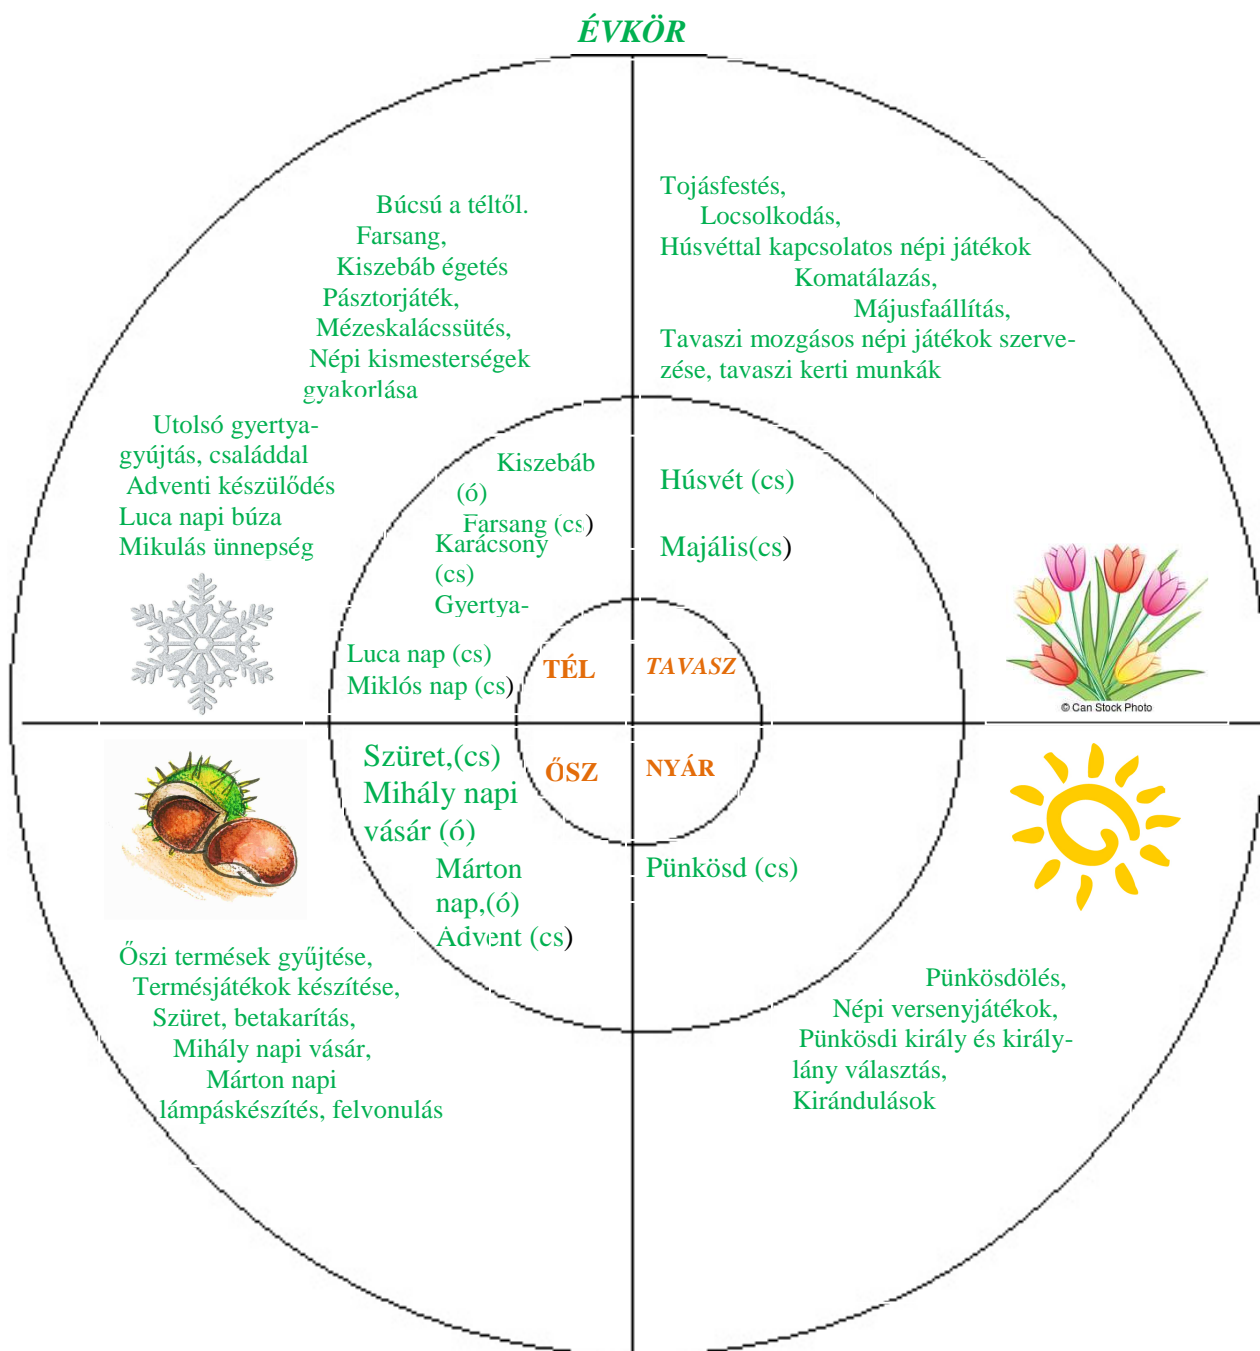 ÉVKÖR
Búcsú a téltől.
Farsang,
Kiszebáb égetés
Pásztorjáték,
Mézeskalácssütés,
Népi kismesterségek
gyakorlása
Utolsó gyertya-
gyújtás, családdal
Adventi készülődés
Luca napi búza
Mikulás ünnepség
Tojásfestés,
Locsolkodás,
Húsvéttal kapcsolatos népi játékok
Komatálazás,
Májusfaállítás,
Tavaszi mozgásos népi játékok szerve-
zése, tavaszi kerti munkák
Kiszebáb
(ó)
Farsang (cs)
Karácsony
(cs)
Gyertya-
Luca nap (cs)
Miklós nap (cs)
Húsvét (cs)
Majális(cs)
TÉL
TAVASZ
© Can Stock Photo
ŐSZ
NYÁR
Szüret,(cs)
Mihály napi
vásár (ó)
Márton
nap,(ó)
Advent (cs)
Pünkösd (cs)
Őszi termések gyűjtése,
Termésjátékok készítése,
Szüret, betakarítás,
Mihály napi vásár,
Márton napi
lámpáskészítés, felvonulás
Pünkösdölés,
Népi versenyjátékok,
Pünkösdi király és király-
lány választás,
Kirándulások